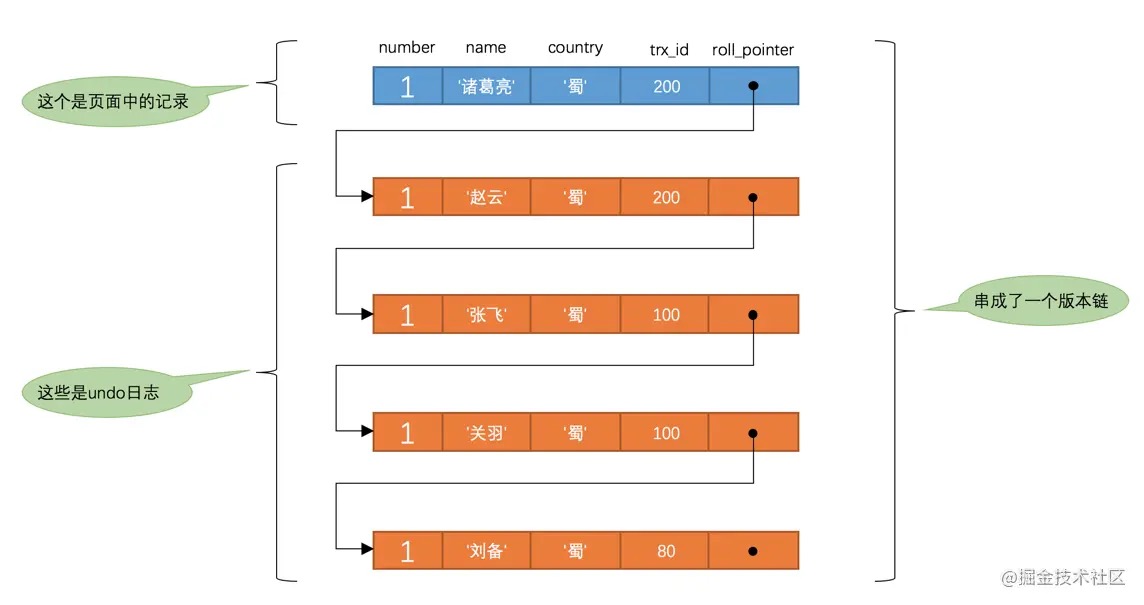 number name country trx_id roll_pointer
1 '诸葛亮' '蜀' 200
这个是页面中的记录
1 '赵云' '蜀' 200
1 '张飞' '蜀' 100
串成了一个版本链
这些是undo日志
1 '关羽' '蜀' 100
1 '刘备' '蜀' 80
@掘金技术社区